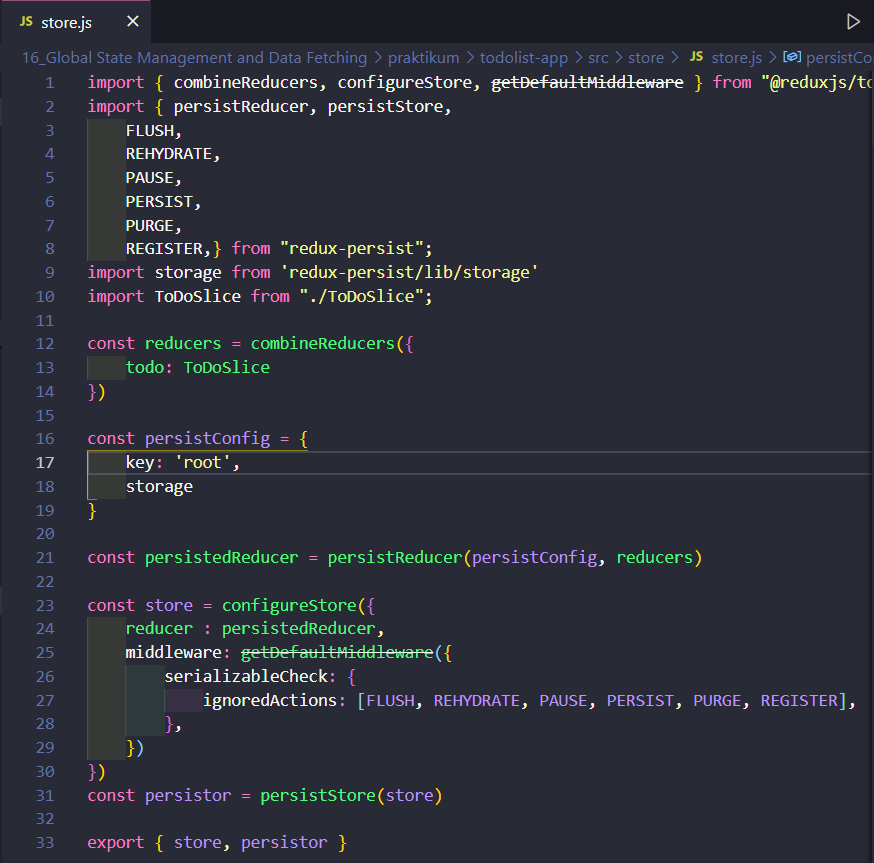 JS store.js ×
16_Global State Management and Data Fetching > praktikum > todolist-app > src > store > JS store.js > persistCo
1 import { combineReducers, configureStore, getDefaultMiddleware } from "@reduxjs/to
2 import { persistReducer, persistStore,
3 FLUSH,
4 REHYDRATE,
5 PAUSE,
6 PERSIST,
7 PURGE,
8 REGISTER,} from "redux-persist";
9 import storage from 'redux-persist/lib/storage'
10 import ToDoSlice from "./ToDoSlice";
11
12 const reducers = combineReducers({
13 todo: ToDoSlice
14 })
15
16 const persistConfig = {
17 key: 'root',
18 storage
19 }
20
21 const persistedReducer = persistReducer(persistConfig, reducers)
22
23 const store = configureStore({
24 reducer : persistedReducer,
25 middleware: getDefaultMiddleware({
26 serializableCheck: {
27 ignoredActions: [FLUSH, REHYDRATE, PAUSE, PERSIST, PURGE, REGISTER],
28 },
29 })
30 })
31 const persistor = persistStore(store)
32
33 export { store, persistor }